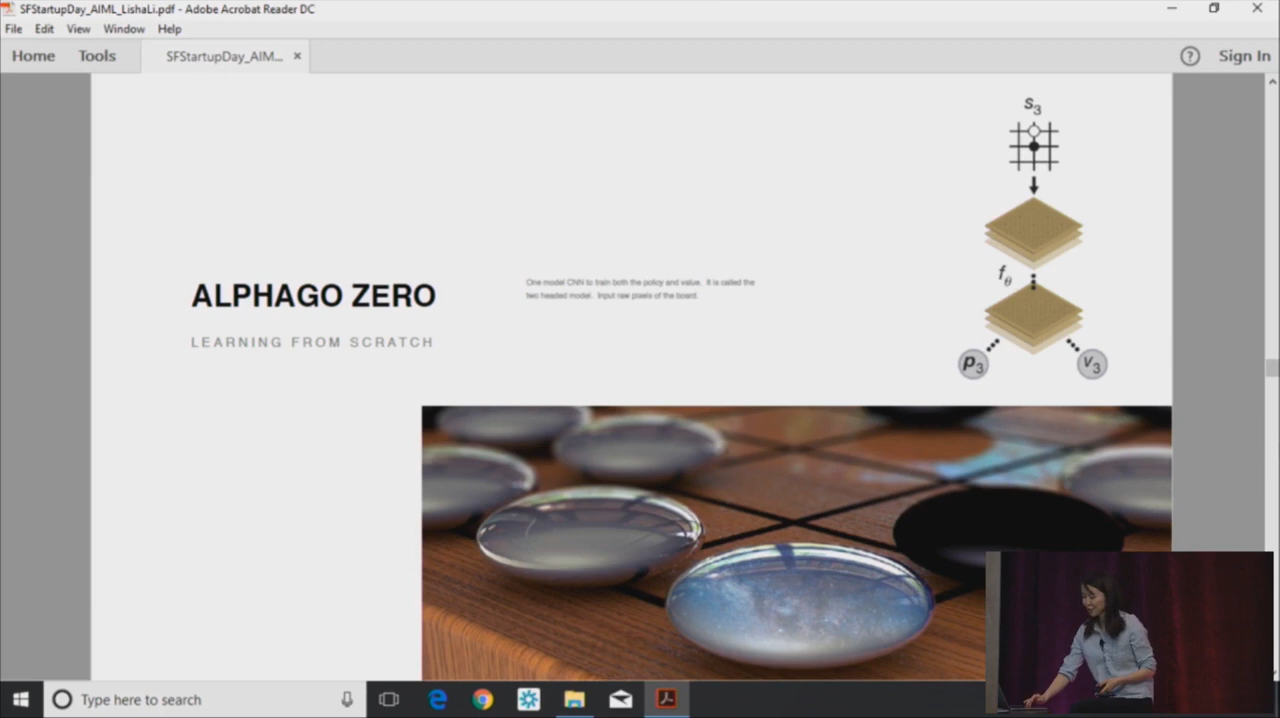 SFStartupDay_AIML_LishaLi.pdf - Adobe Acrobat Reader DC
File Edit View Window Help
Home Tools SFStartupDay_AIM... × ? Sign In
s3
ALPHAGO ZERO
LEARNING FROM SCRATCH
One model CNN to train both the policy and value. It is called the
two headed model. Input raw pixels of the board.
fθ
p3 v3
Type here to search